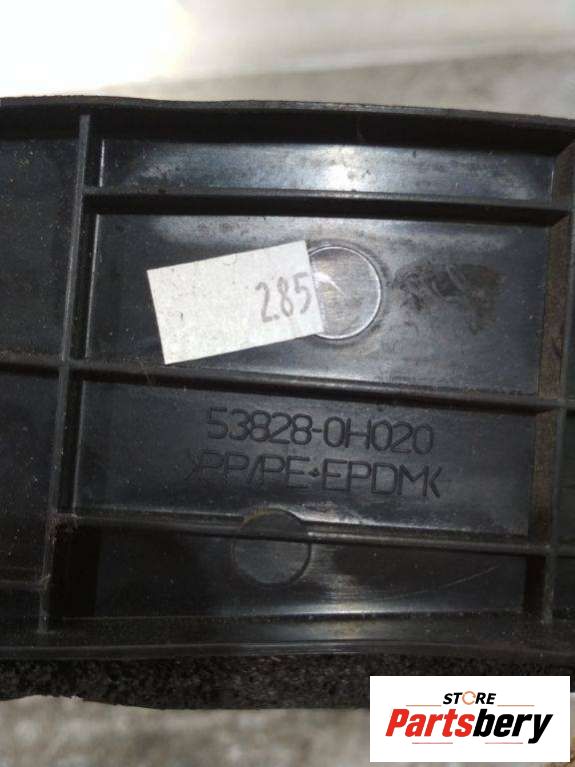 285
53828-0H020
>PP/PE+EPDM<
STORE
Partsbery